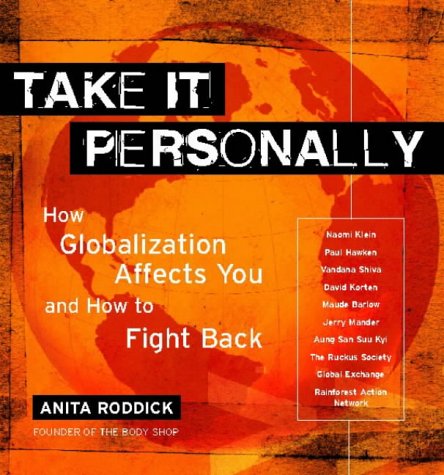 TAKE IT
PERSONALLY
How
Globalization
Affects You
and How to
Fight Back
Naomi Klein
Paul Hawken
Vandana Shiva
David Korten
Maude Barlow
Jerry Mander
Aung San Suu Kyi
The Ruckus Society
Global Exchange
Rainforest Action
Network
ANITA RODDICK
FOUNDER OF THE BODY SHOP